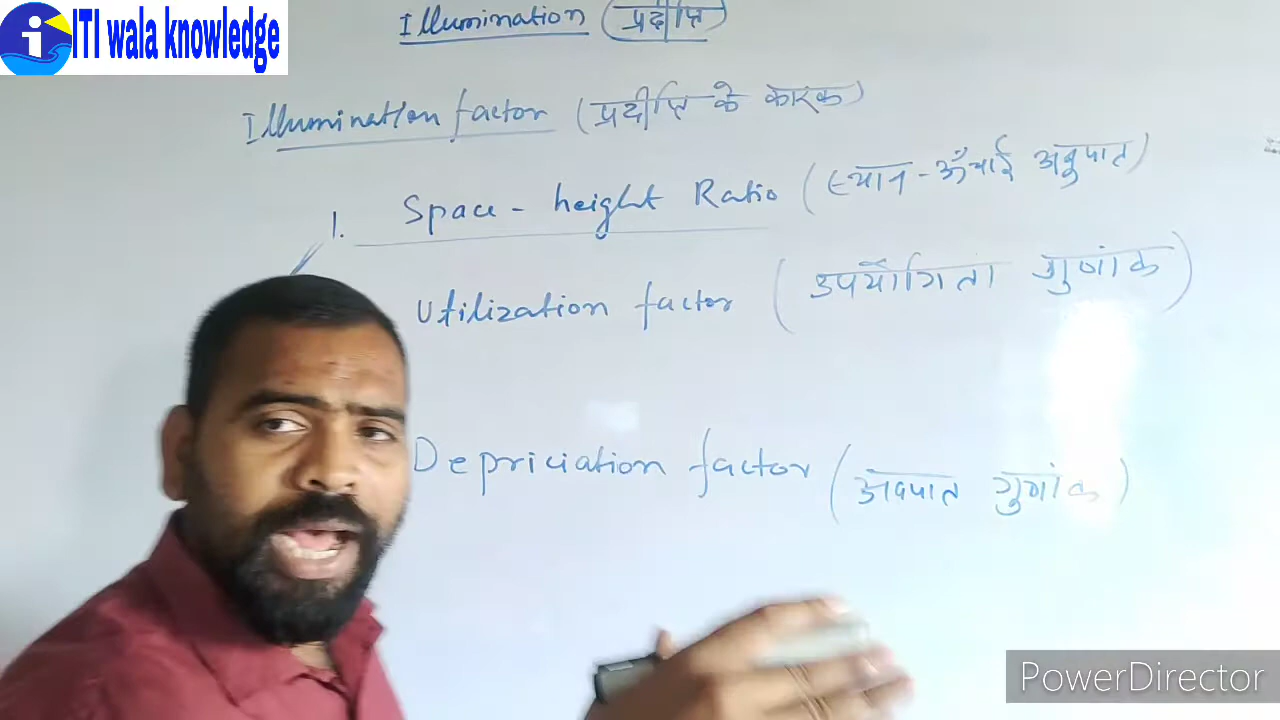 ITI wala knowledge
Illumination (प्रदीप्ति)
Illumination factor (प्रदीप्ति के कारक)
1. Space - height Ratio (स्थान - ऊँचाई अनुपात)
Utilization factor (उपयोगिता गुणांक)
Depriciation factor (अवपात गुणांक)
PowerDirector